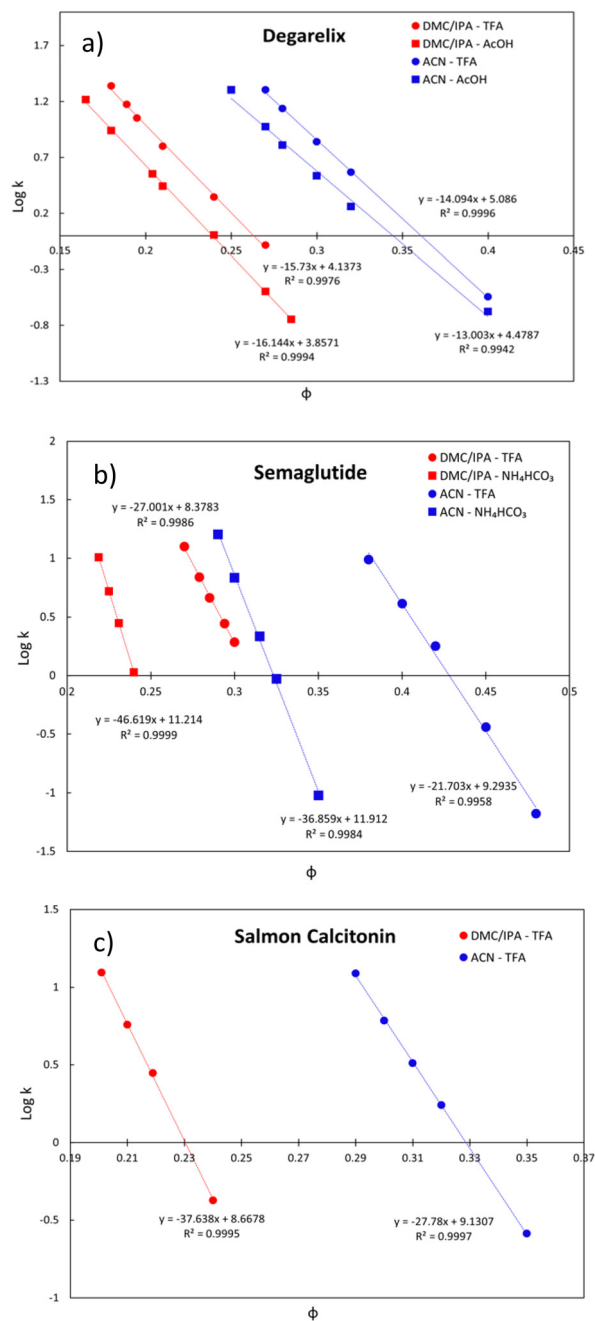 a)
Degarelix
DMC/IPA - TFA
DMC/IPA - AcOH
ACN - TFA
ACN - AcOH
1.7
1.2
0.7
0.2
-0.3
-0.8
-1.3
Log k
0.15
0.2
0.25
0.3
0.35
0.4
0.45
y = -14.094x + 5.086
R² = 0.9996
y = -15.73x + 4.1373
R² = 0.9976
y = -16.144x + 3.8571
R² = 0.9994
y = -13.003x + 4.4787
R² = 0.9942
ϕ
b)
Semaglutide
DMC/IPA - TFA
DMC/IPA - NH₄HCO₃
ACN - TFA
ACN - NH₄HCO₃
2
1.5
1
0.5
0
-0.5
-1
-1.5
Log k
y = -27.001x + 8.3783
R² = 0.9986
0.2
0.25
0.3
0.35
0.4
0.45
0.5
y = -46.619x + 11.214
R² = 0.9999
y = -36.859x + 11.912
R² = 0.9984
y = -21.703x + 9.2935
R² = 0.9958
ϕ
c)
Salmon Calcitonin
DMC/IPA - TFA
ACN - TFA
1.5
1
0.5
0
-0.5
-1
Log k
0.19
0.21
0.23
0.25
0.27
0.29
0.31
0.33
0.35
0.37
y = -37.638x + 8.6678
R² = 0.9995
y = -27.78x + 9.1307
R² = 0.9997
ϕ